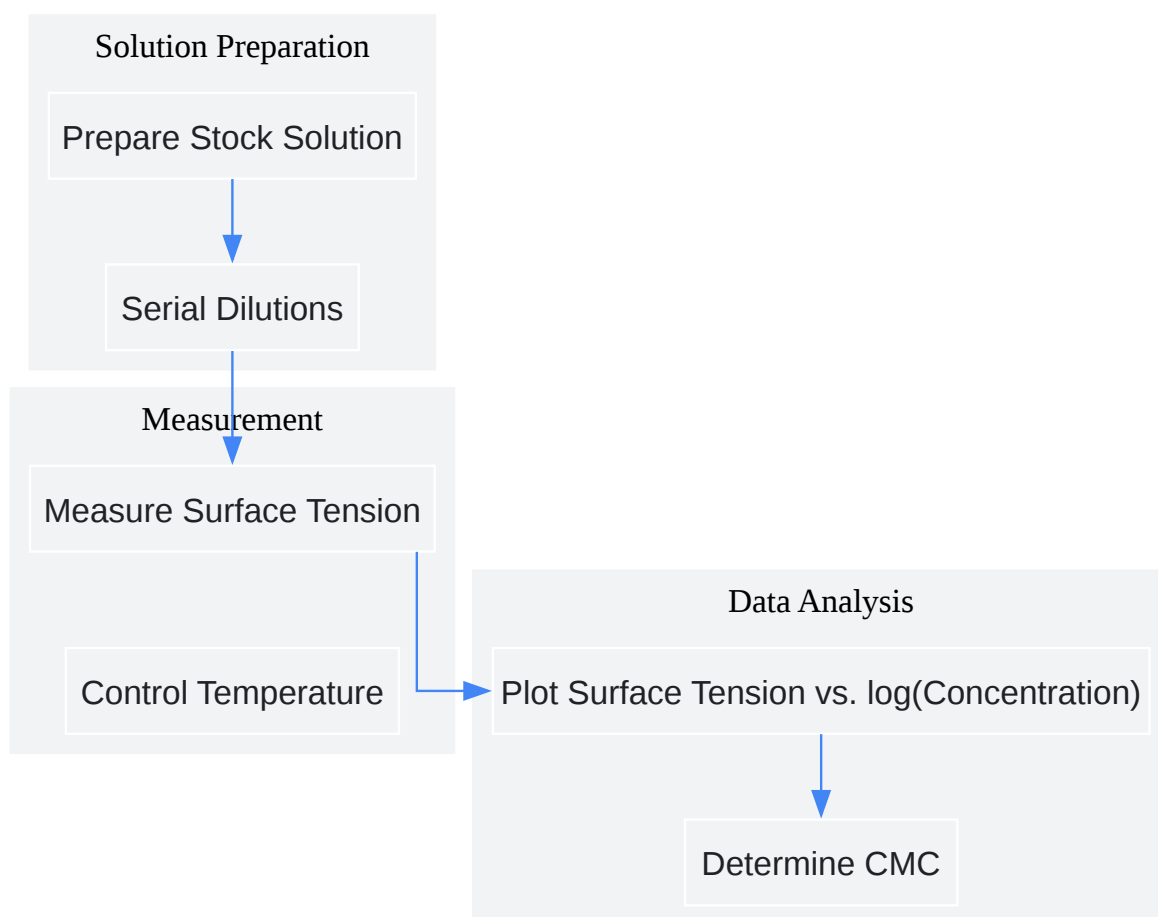 Solution Preparation
Prepare Stock Solution
Serial Dilutions
Measurement
Measure Surface Tension
Control Temperature
Data Analysis
Plot Surface Tension vs. log(Concentration)
Determine CMC